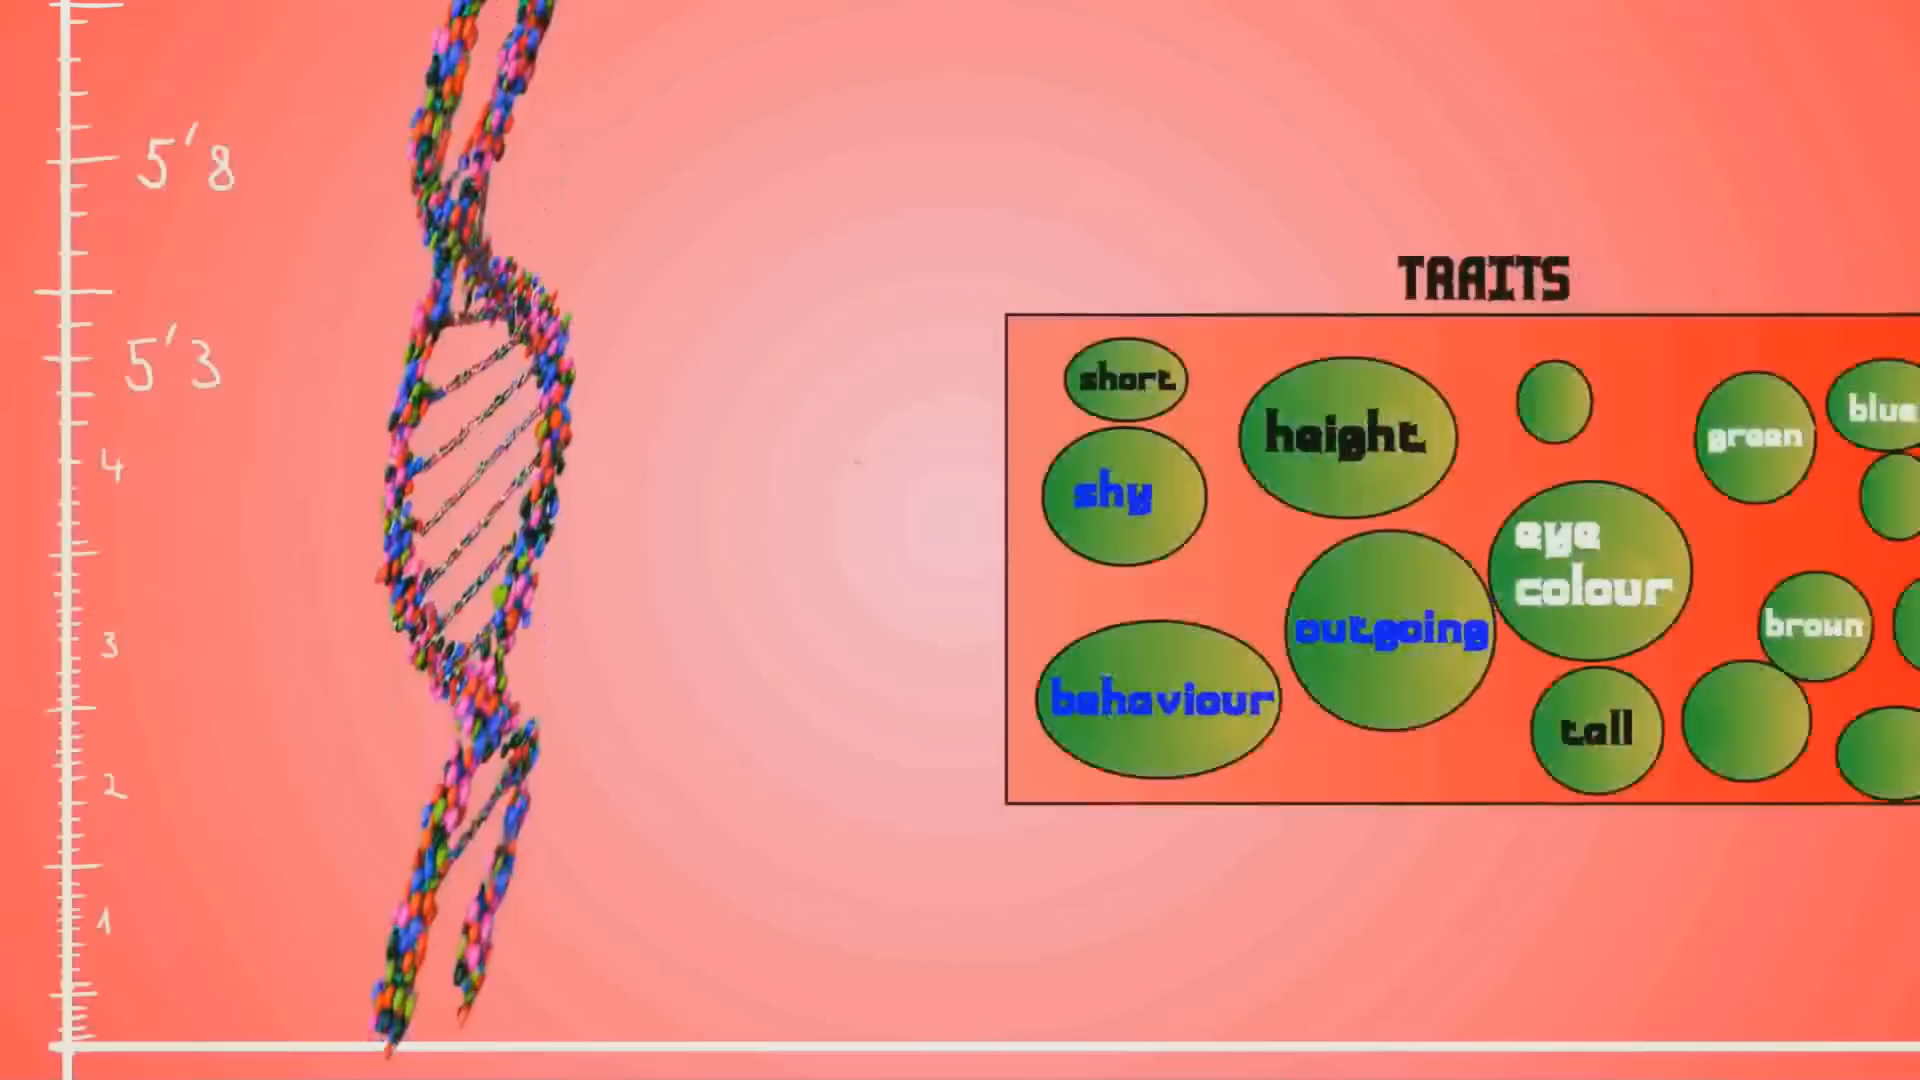 5'8
5'3
4
3
2
1
TRAITS
short
height
green
blue
shy
eye
colour
outgoing
brown
behaviour
tall